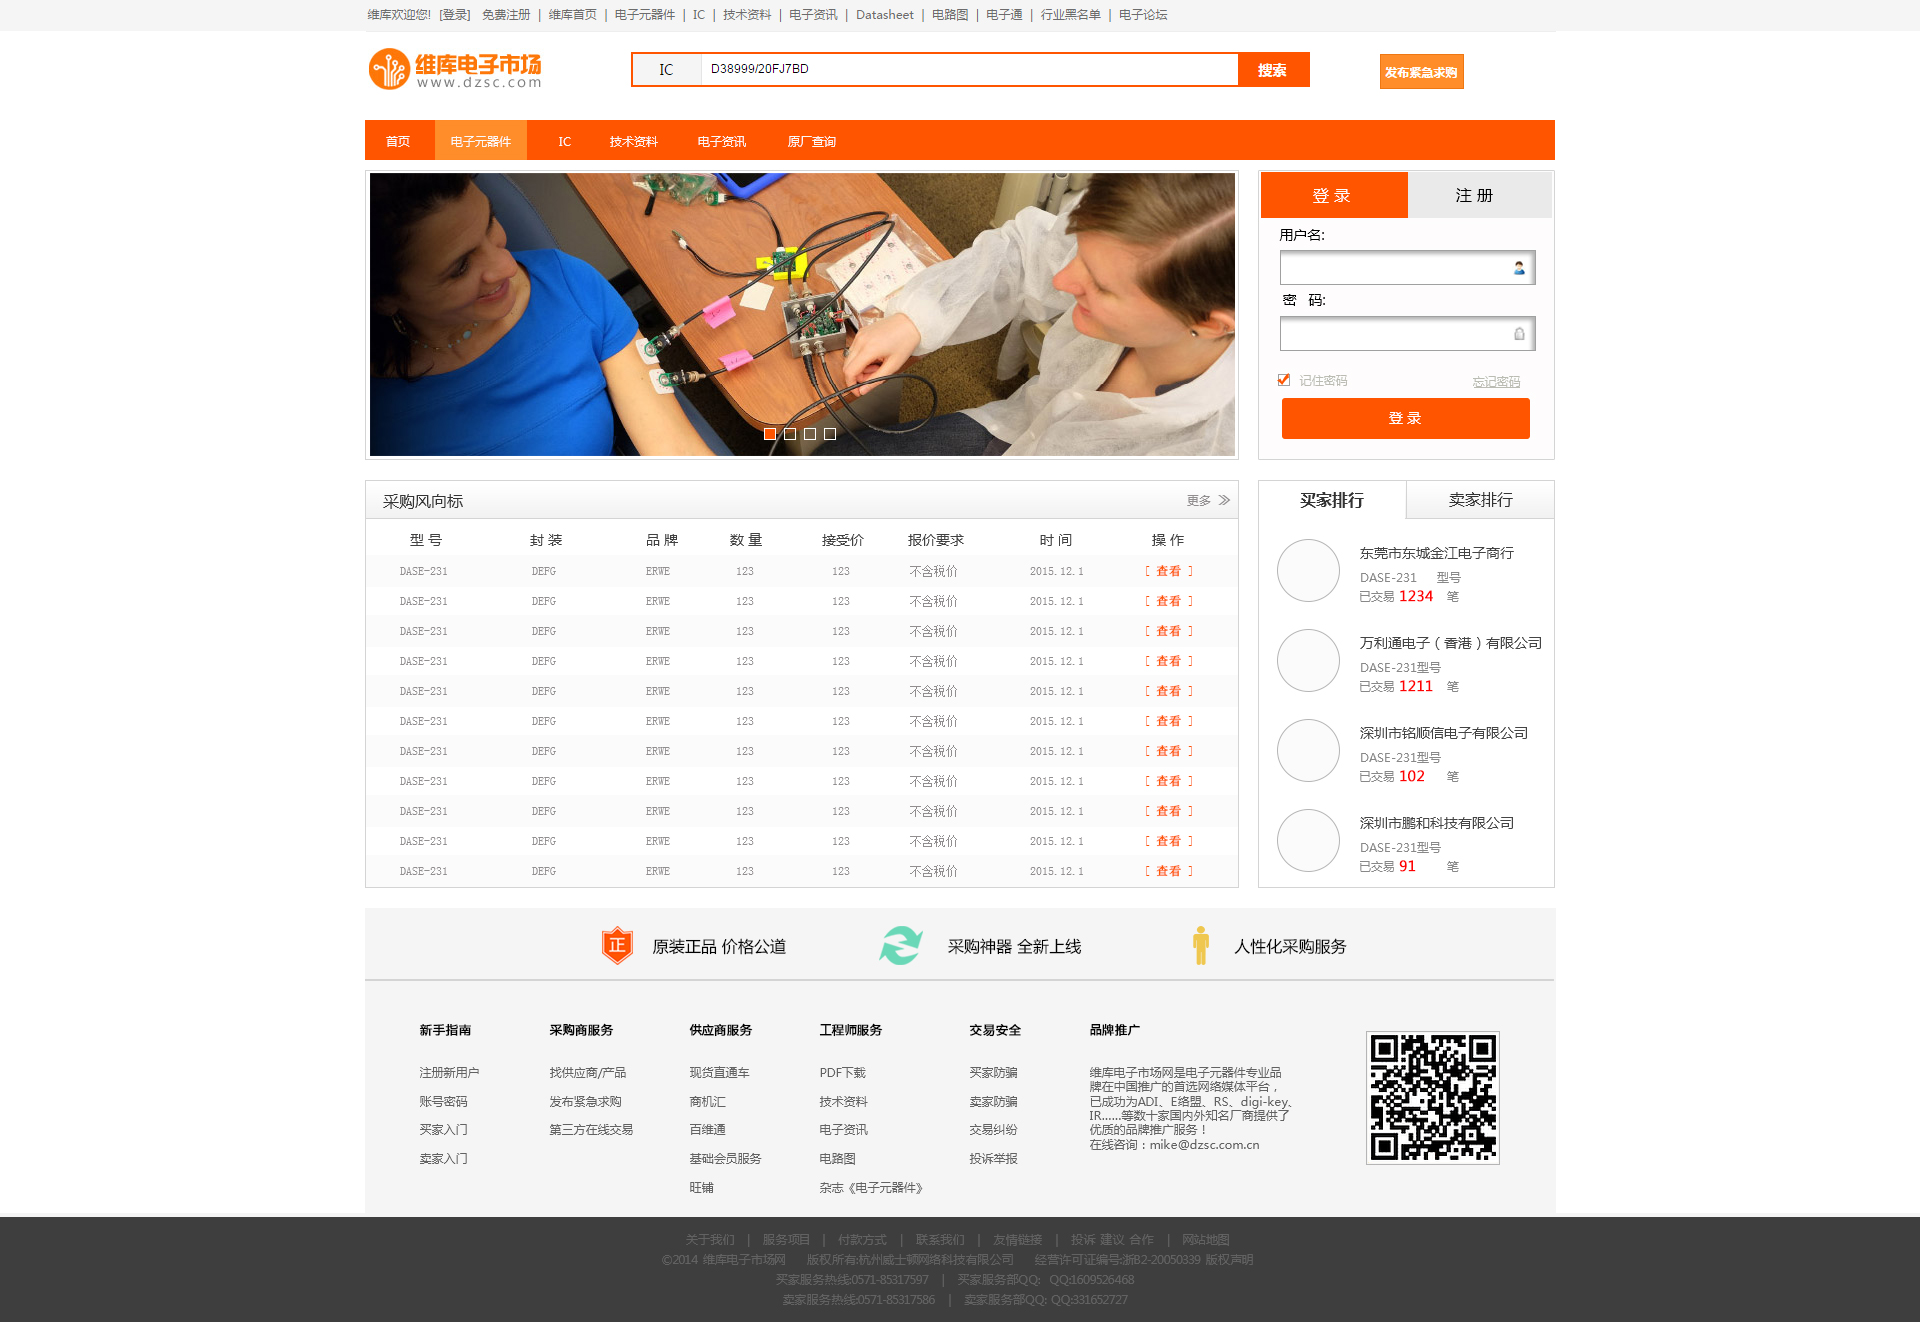 维库欢迎您! [登录] 免费注册 | 维库首页 | 电子元器件 | IC | 技术资料 | 电子资讯 | Datasheet | 电路图 | 电子通 | 行业黑名单 | 电子论坛
维库电子市场
www.dzsc.com
IC D38999/20FJ7BD 搜索
发布紧急求购
首页 电子元器件 IC 技术资料 电子资讯 原厂查询
登 录 注 册
用户名:
密 码:
记住密码 忘记密码
登 录
采购风向标 更多
型 号 封 装 品 牌 数 量 接受价 报价要求 时 间 操 作
DASE-231 DEFG ERWE 123 123 不含税价 2015.12.1 [ 查看 ]
DASE-231 DEFG ERWE 123 123 不含税价 2015.12.1 [ 查看 ]
DASE-231 DEFG ERWE 123 123 不含税价 2015.12.1 [ 查看 ]
DASE-231 DEFG ERWE 123 123 不含税价 2015.12.1 [ 查看 ]
DASE-231 DEFG ERWE 123 123 不含税价 2015.12.1 [ 查看 ]
DASE-231 DEFG ERWE 123 123 不含税价 2015.12.1 [ 查看 ]
DASE-231 DEFG ERWE 123 123 不含税价 2015.12.1 [ 查看 ]
DASE-231 DEFG ERWE 123 123 不含税价 2015.12.1 [ 查看 ]
DASE-231 DEFG ERWE 123 123 不含税价 2015.12.1 [ 查看 ]
DASE-231 DEFG ERWE 123 123 不含税价 2015.12.1 [ 查看 ]
DASE-231 DEFG ERWE 123 123 不含税价 2015.12.1 [ 查看 ]
买家排行 卖家排行
东莞市东城金江电子商行
DASE-231 型号
已交易 1234 笔
万利通电子（香港）有限公司
DASE-231型号
已交易 1211 笔
深圳市铭顺信电子有限公司
DASE-231型号
已交易 102 笔
深圳市鹏和科技有限公司
DASE-231型号
已交易 91 笔
正 原装正品 价格公道
采购神器 全新上线
人性化采购服务
新手指南
注册新用户
账号密码
买家入门
卖家入门
采购商服务
找供应商/产品
发布紧急求购
第三方在线交易
供应商服务
现货直通车
商机汇
百维通
基础会员服务
旺铺
工程师服务
PDF下载
技术资料
电子资讯
电路图
杂志《电子元器件》
交易安全
买家防骗
卖家防骗
交易纠纷
投诉举报
品牌推广
维库电子市场网是电子元器件专业品
牌在中国推广的首选网络媒体平台，
已成功为ADI、E络盟、RS、digi-key、
IR……等数十家国内外知名厂商提供了
优质的品牌推广服务！
在线咨询：mike@dzsc.com.cn
关于我们 | 服务项目 | 付款方式 | 联系我们 | 友情链接 | 投诉 建议 合作 | 网站地图
©2014 维库电子市场网 版权所有:杭州威士顿网络科技有限公司 经营许可证编号:浙B2-20050339 版权声明
买家服务热线:0571-85317597 | 买家服务部QQ: QQ:1609526468
卖家服务热线:0571-85317586 | 卖家服务部QQ: QQ:331652727